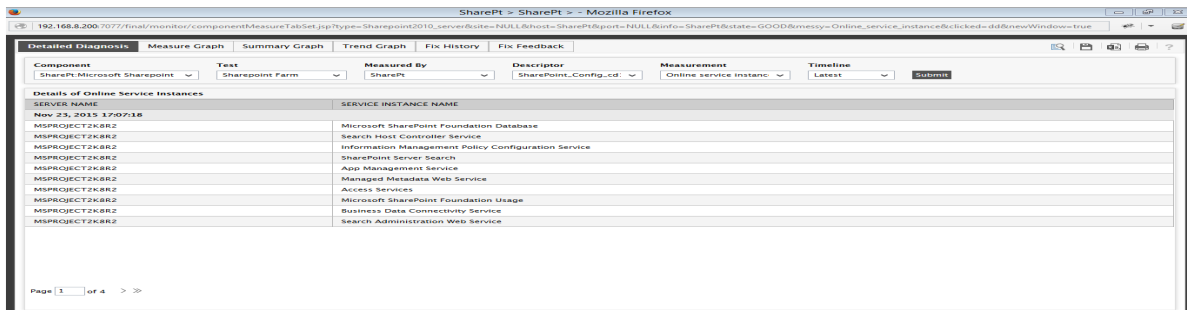 SharePt > SharePt > - Mozilla Firefox
192.168.8.200:7077/final/monitor/componentMeasureTabSet.jsp?type=Sharepoint2010_server&site=NULL&host=SharePt&port=NULL&info=SharePt&state=GOOD&messy=Online_service_instance&clicked=dd&newWindow=true
Detailed Diagnosis Measure Graph Summary Graph Trend Graph Fix History Fix Feedback
Component Test Measured By Descriptor Measurement Timeline
SharePt:Microsoft Sharepoint Sharepoint Farm SharePt SharePoint_Config_cd: Online service instanc Latest Submit
Details of Online Service Instances
SERVER NAME SERVICE INSTANCE NAME
Nov 23, 2015 17:07:18
MSPROJECT2K8R2 Microsoft SharePoint Foundation Database
MSPROJECT2K8R2 Search Host Controller Service
MSPROJECT2K8R2 Information Management Policy Configuration Service
MSPROJECT2K8R2 SharePoint Server Search
MSPROJECT2K8R2 App Management Service
MSPROJECT2K8R2 Managed Metadata Web Service
MSPROJECT2K8R2 Access Services
MSPROJECT2K8R2 Microsoft SharePoint Foundation Usage
MSPROJECT2K8R2 Business Data Connectivity Service
MSPROJECT2K8R2 Search Administration Web Service
Page 1 of 4 > >>